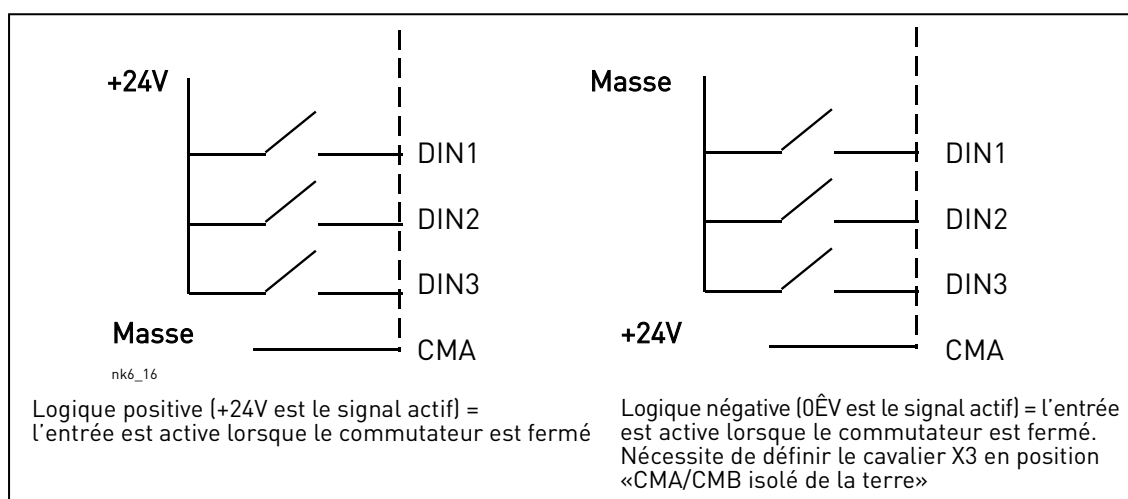 +24V
DIN1
DIN2
DIN3
Masse
CMA
nk6_16
Logique positive (+24V est le signal actif) =
l'entrée est active lorsque le commutateur est fermé
Masse
DIN1
DIN2
DIN3
+24V
CMA
Logique négative (0ÊV est le signal actif) = l'entrée
est active lorsque le commutateur est fermé.
Nécessite de définir le cavalier X3 en position
«CMA/CMB isolé de la terre»